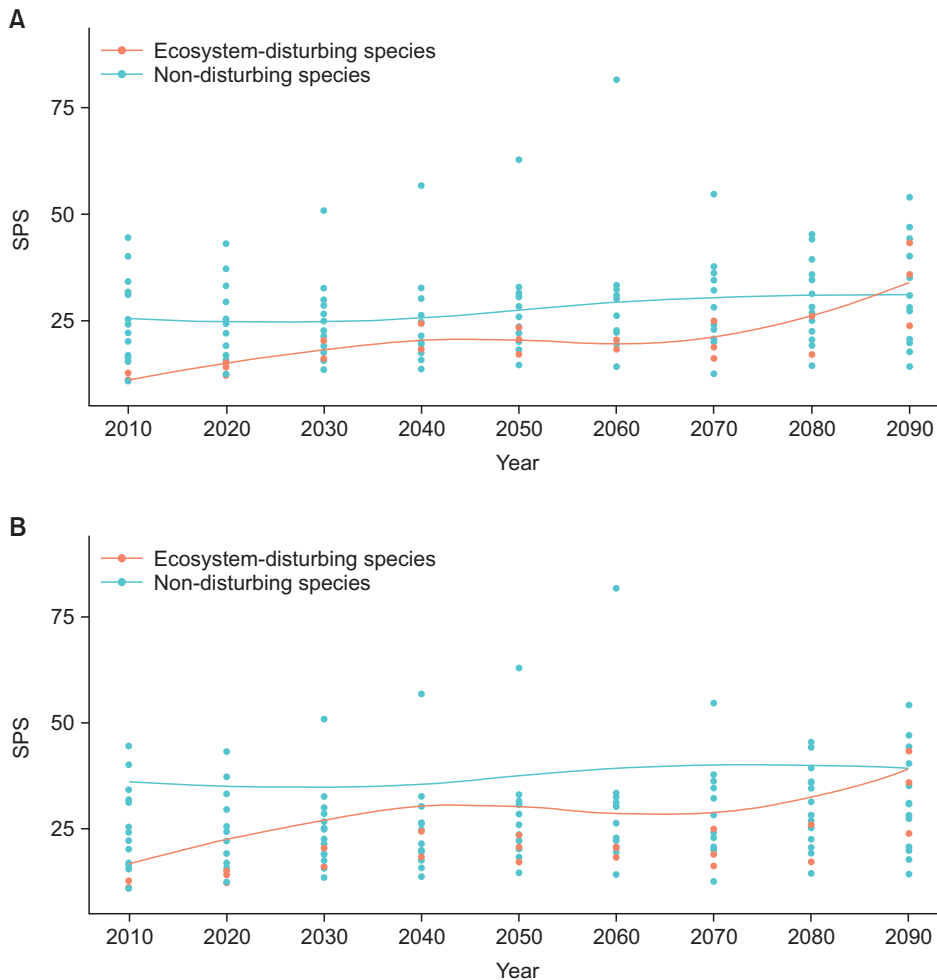 A
Ecosystem-disturbing species
Non-disturbing species
75
50
25
SPS
2010 2020 2030 2040 2050 2060 2070 2080 2090
Year
B
Ecosystem-disturbing species
Non-disturbing species
75
50
25
SPS
2010 2020 2030 2040 2050 2060 2070 2080 2090
Year